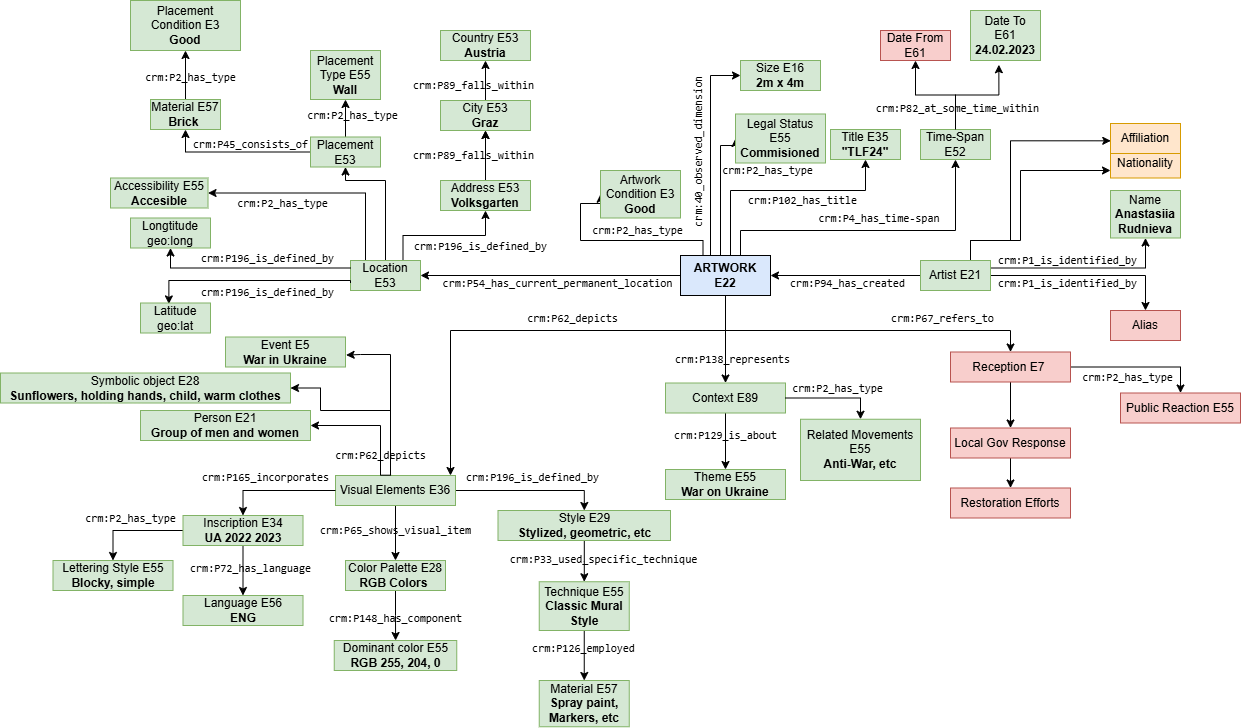 Placement
Condition E3
Good
crm:P2_has_type
Material E57
Brick
crm:P45_consists_of
Placement
Type E55
Wall
crm:P2_has_type
Placement
E53
Country E53
Austria
crm:P89_falls_within
City E53
Graz
crm:P89_falls_within
Address E53
Volksgarten
crm:P196_is_defined_by
Accessibility E55
Accesible
crm:P2_has_type
Longtitude
geo:long
crm:P196_is_defined_by
Location
E53
crm:P196_is_defined_by
Latitude
geo:lat
crm:P54_has_current_permanent_location
Artwork
Condition E3
Good
crm:P2_has_type
crm:40_observed_dimension
Size E16
2m x 4m
Legal Status
E55
Commisioned
crm:P2_has_type
Title E35
"TLF24"
crm:P102_has_title
Date From
E61
Date To
E61
24.02.2023
crm:P82_at_some_time_within
Time-Span
E52
crm:P4_has_time-span
ARTWORK
E22
crm:P94_has_created
Artist E21
Affiliation
Nationality
Name
Anastasiia
Rudnieva
crm:P1_is_identified_by
crm:P1_is_identified_by
Alias
crm:P62_depicts
crm:P67_refers_to
crm:P138_represents
Event E5
War in Ukraine
Symbolic object E28
Sunflowers, holding hands, child, warm clothes
Person E21
Group of men and women
crm:P62_depicts
Context E89
crm:P2_has_type
Related Movements
E55
Anti-War, etc
crm:P129_is_about
Theme E55
War on Ukraine
Reception E7
crm:P2_has_type
Public Reaction E55
Local Gov Response
Restoration Efforts
crm:P165_incorporates
Visual Elements E36
crm:P196_is_defined_by
Inscription E34
UA 2022 2023
crm:P2_has_type
Lettering Style E55
Blocky, simple
crm:P72_has_language
Language E56
ENG
crm:P65_shows_visual_item
Color Palette E28
RGB Colors
crm:P148_has_component
Dominant color E55
RGB 255, 204, 0
Style E29
Stylized, geometric, etc
crm:P33_used_specific_technique
Technique E55
Classic Mural
Style
crm:P126_employed
Material E57
Spray paint,
Markers, etc